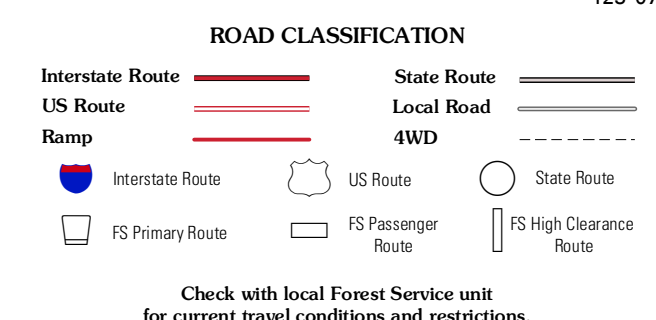 ROAD CLASSIFICATION
Interstate Route
State Route
US Route
Local Road
Ramp
4WD
Interstate Route
US Route
State Route
FS Primary Route
FS Passenger
Route
FS High Clearance
Route
Check with local Forest Service unit
for current travel conditions and restrictions.